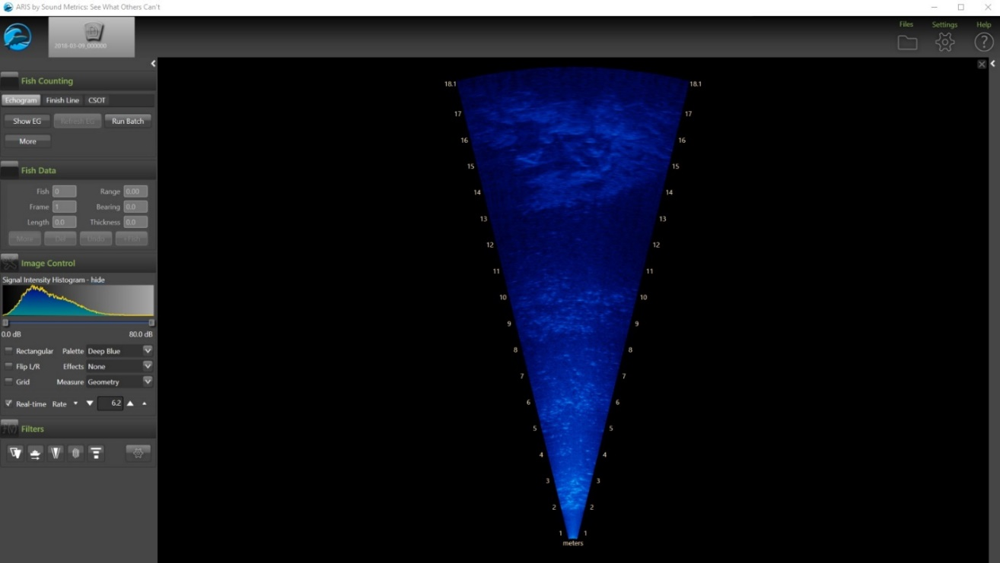 ARIS by Sound Metrics: See What Others Can't
2018-03-09_000000
Files Settings Help
Fish Counting
Echogram Finish Line CSOT
Show EG Refresh EG Run Batch
More
Fish Data
Fish 0 Range 0.00
Frame 1 Bearing 0.0
Length 0.0 Thickness 0.0
More Del Undo +Fish
Image Control
Signal Intensity Histogram - hide
0.0 dB 80.0 dB
Rectangular Palette Deep Blue
Flip L/R Effects None
Grid Measure Geometry
Real-time Rate 6.2
Filters
18.1 18.1
17 17
16 16
15 15
14 14
13 13
12 12
11 11
10 10
9 9
8 8
7 7
6 6
5 5
4 4
3 3
2 2
1 1
meters